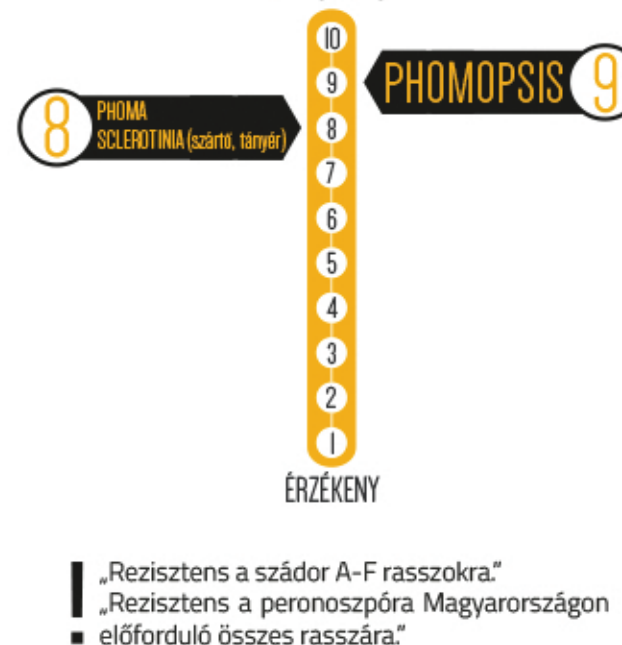 10
9
PHOMOPSIS 9
8 PHOMA
SCLEROTINIA (szártő, tányér)
8
7
6
5
4
3
2
1
ÉRZÉKENY
! „Rezisztens a szádor A-F rasszokra.”
„Rezisztens a peronoszpóra Magyarországon
előforduló összes rasszára.”